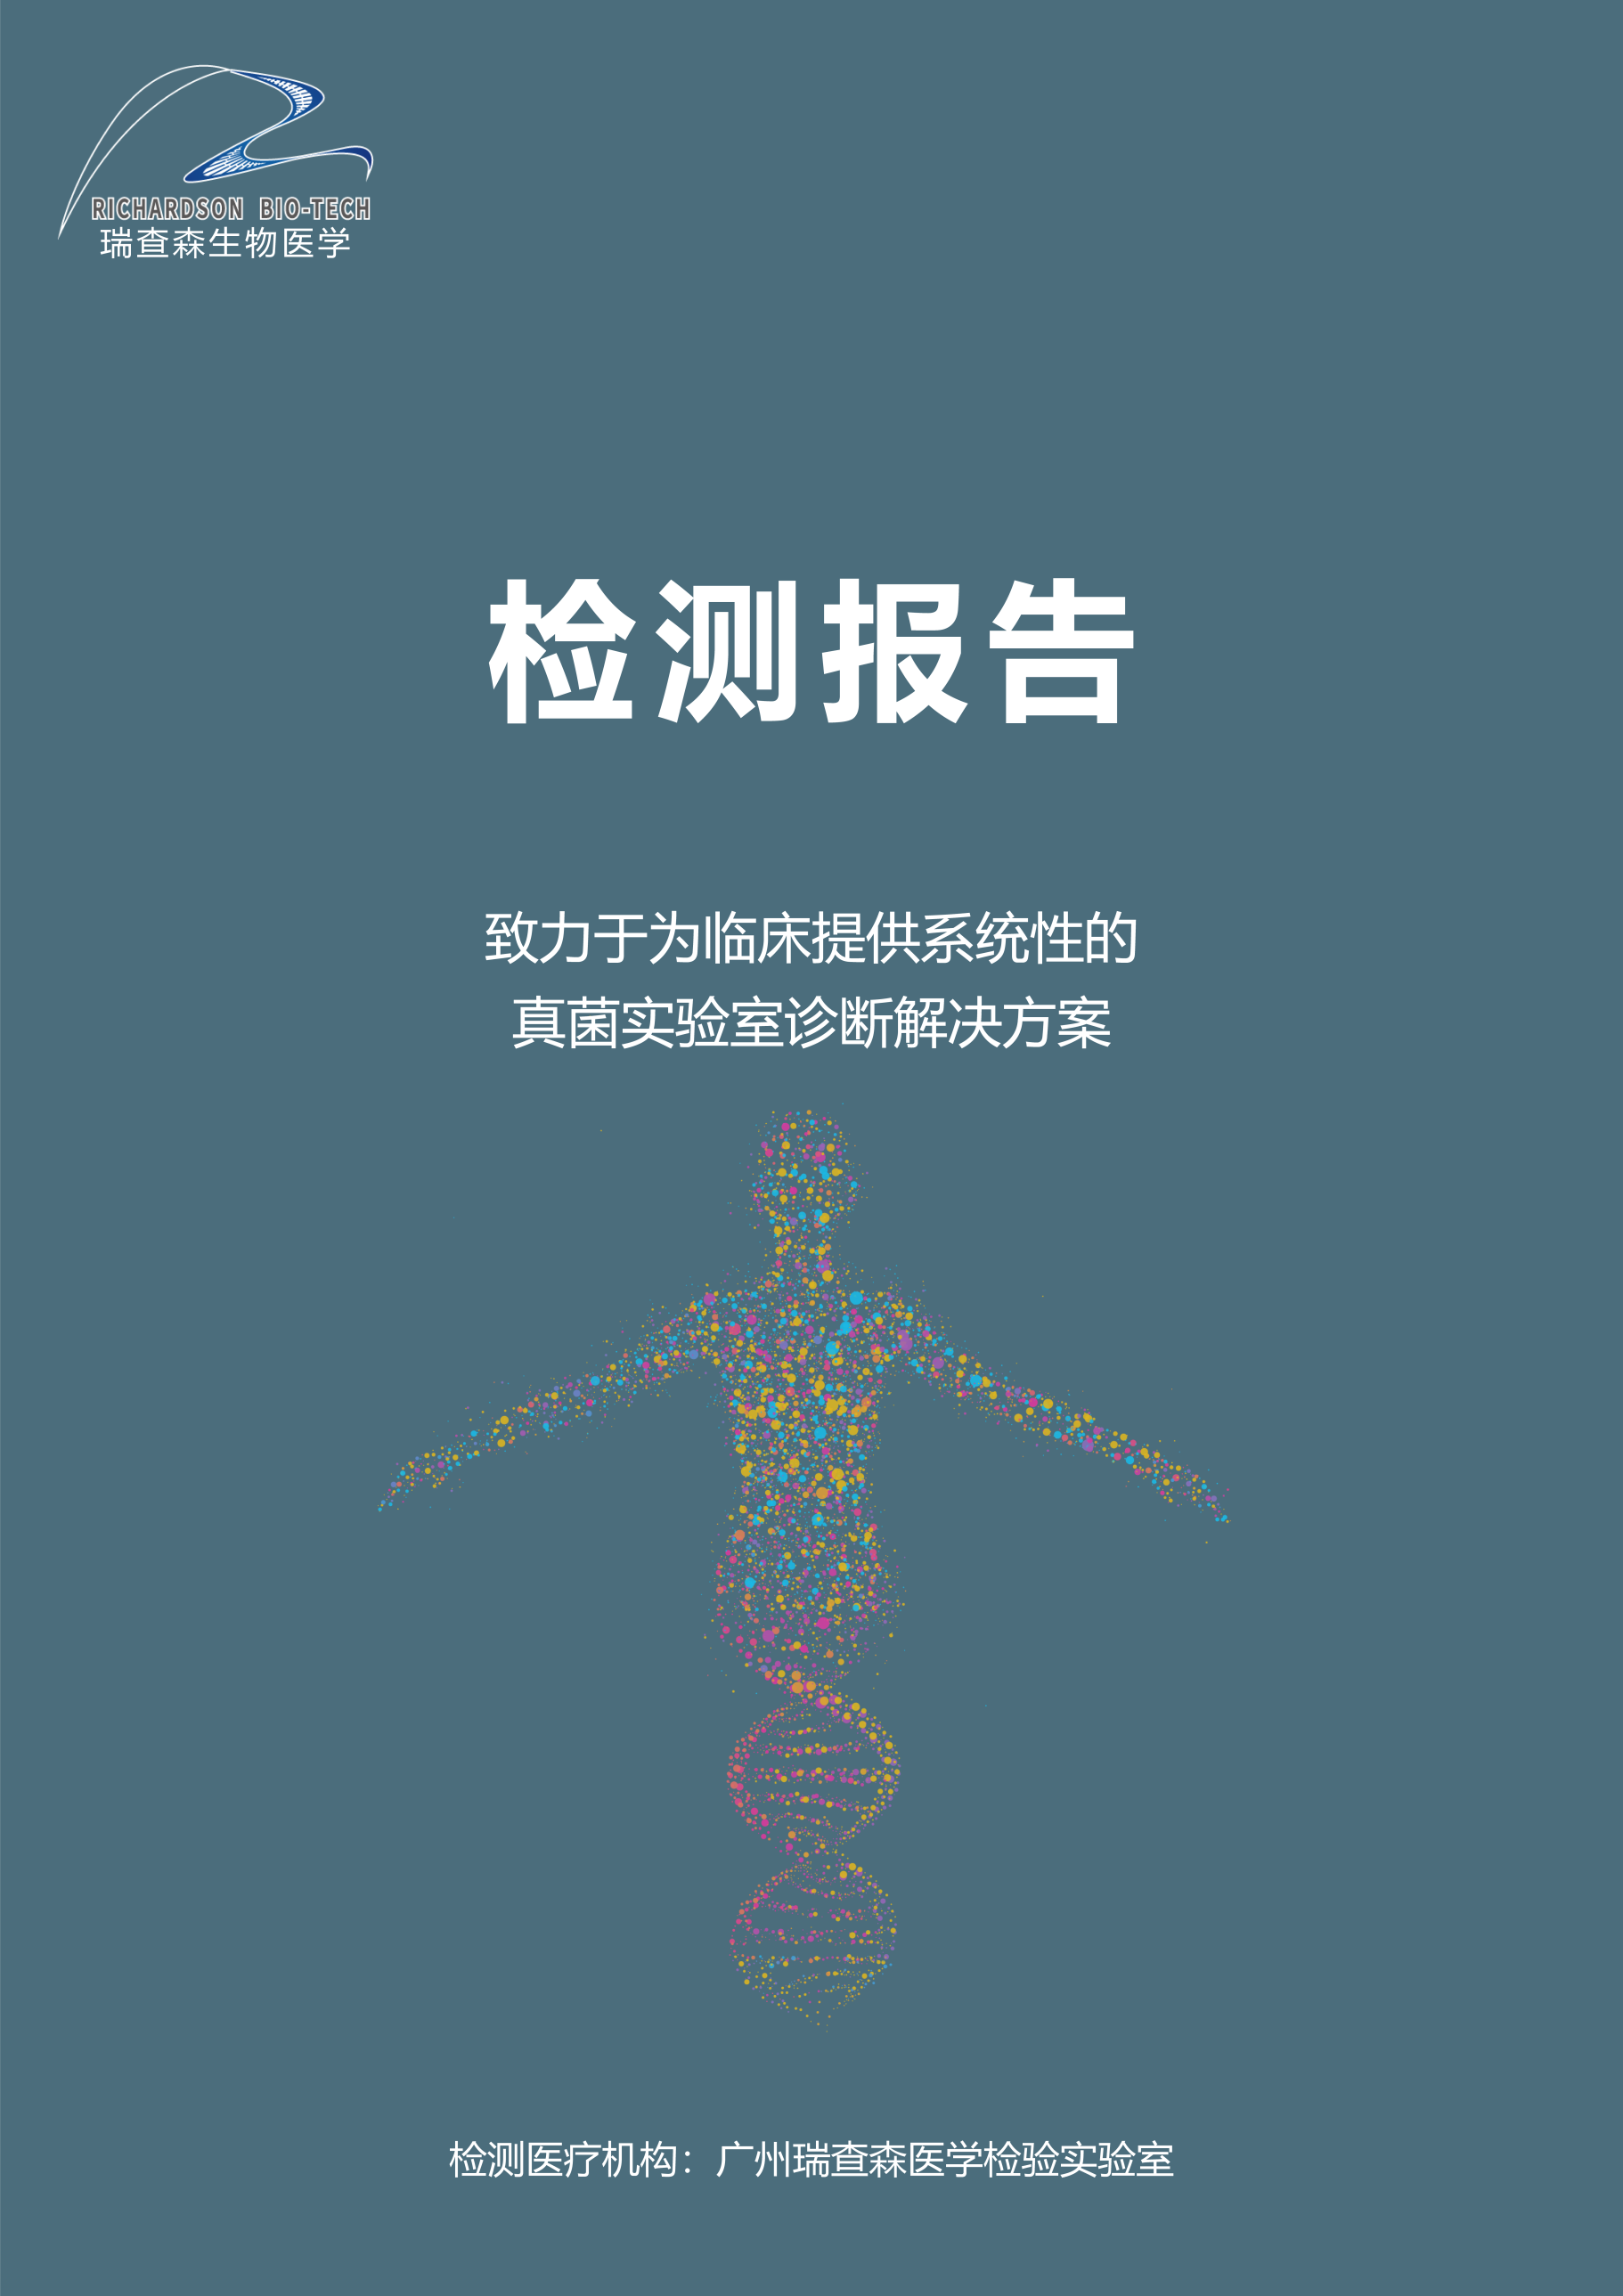 RICHARDSON BIO-TECH
瑞查森生物医学
检测报告
致力于为临床提供系统性的
真菌实验室诊断解决方案
检测医疗机构：广州瑞查森医学检验实验室